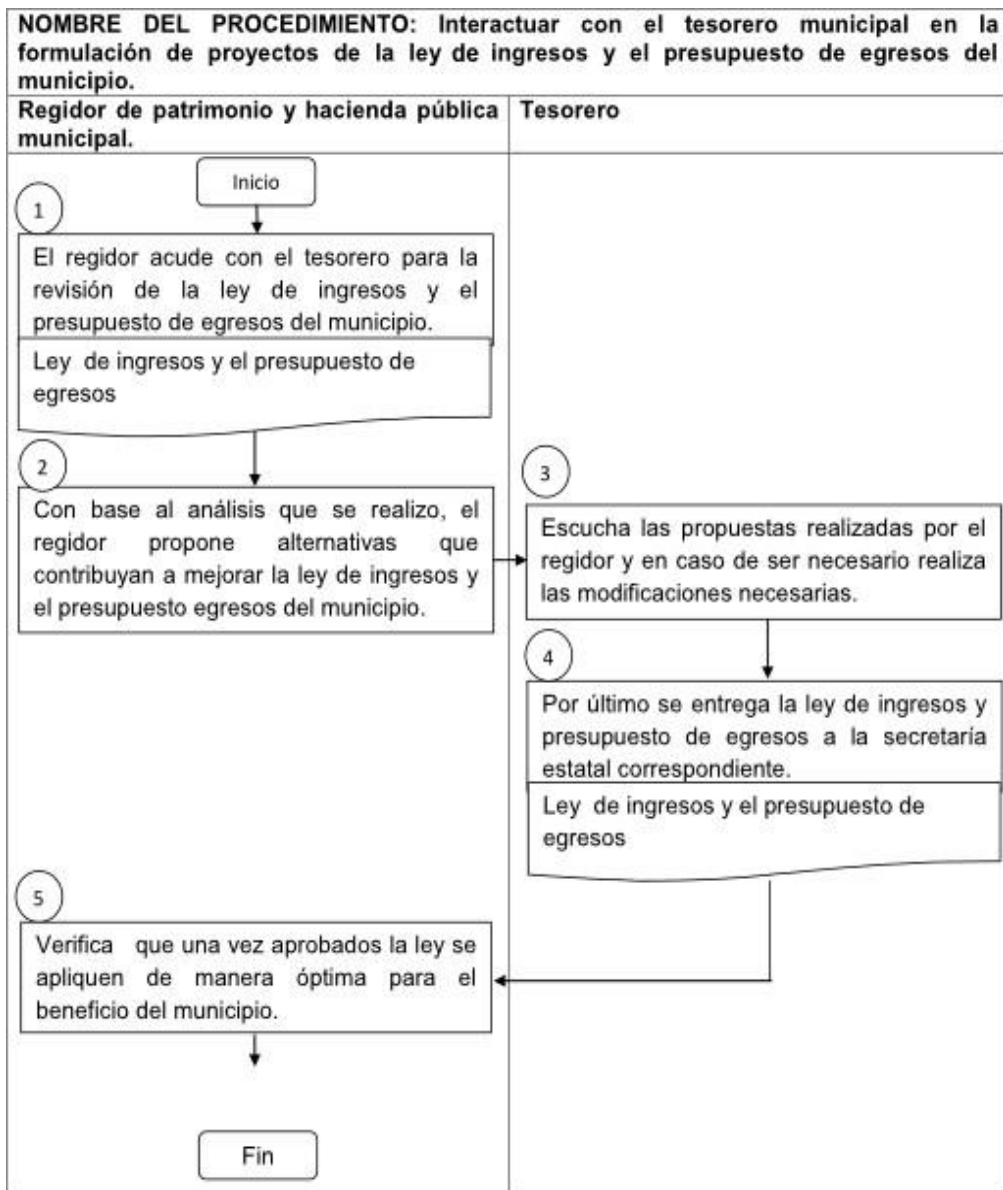 NOMBRE DEL PROCEDIMIENTO: Interactuar con el tesorero municipal en la
formulación de proyectos de la ley de ingresos y el presupuesto de egresos del
municipio.
Regidor de patrimonio y hacienda pública
municipal.
Tesorero
Inicio
1
El regidor acude con el tesorero para la
revisión de la ley de ingresos y el
presupuesto de egresos del municipio.
Ley de ingresos y el presupuesto de
egresos
2
Con base al análisis que se realizo, el
regidor propone alternativas que
contribuyan a mejorar la ley de ingresos y
el presupuesto egresos del municipio.
3
Escucha las propuestas realizadas por el
regidor y en caso de ser necesario realiza
las modificaciones necesarias.
4
Por último se entrega la ley de ingresos y
presupuesto de egresos a la secretaría
estatal correspondiente.
Ley de ingresos y el presupuesto de
egresos
5
Verifica que una vez aprobados la ley se
apliquen de manera óptima para el
beneficio del municipio.
Fin